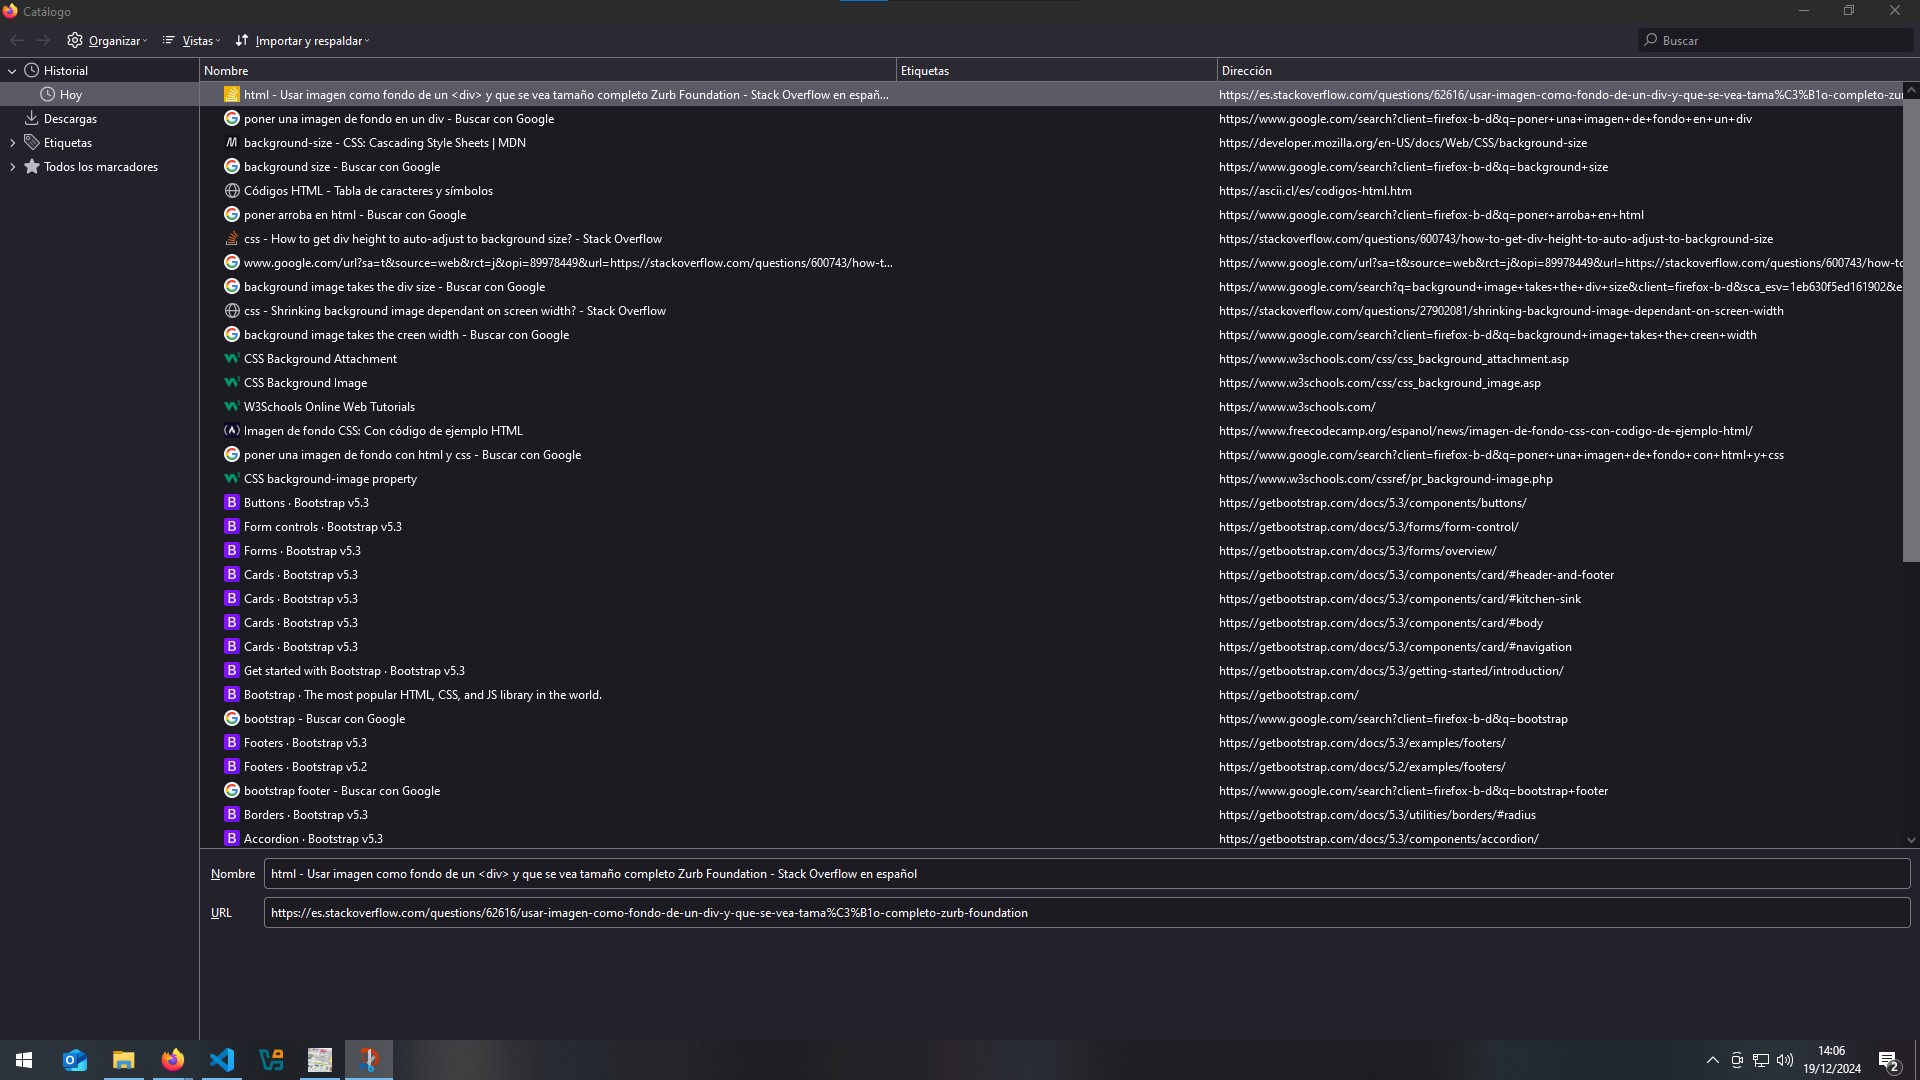 Catálogo
Organizar
Vistas
Importar y respaldar
Buscar
Historial
Hoy
Descargas
Etiquetas
Todos los marcadores
Nombre Etiquetas Dirección
html - Usar imagen como fondo de un <div> y que se vea tamaño completo Zurb Foundation - Stack Overflow en españ... https://es.stackoverflow.com/questions/62616/usar-imagen-como-fondo-de-un-div-y-que-se-vea-tama%C3%B1o-completo-zu
poner una imagen de fondo en un div - Buscar con Google https://www.google.com/search?client=firefox-b-d&q=poner+una+imagen+de+fondo+en+un+div
background-size - CSS: Cascading Style Sheets | MDN https://developer.mozilla.org/en-US/docs/Web/CSS/background-size
background size - Buscar con Google https://www.google.com/search?client=firefox-b-d&q=background+size
Códigos HTML - Tabla de caracteres y símbolos https://ascii.cl/es/codigos-html.htm
poner arroba en html - Buscar con Google https://www.google.com/search?client=firefox-b-d&q=poner+arroba+en+html
css - How to get div height to auto-adjust to background size? - Stack Overflow https://stackoverflow.com/questions/600743/how-to-get-div-height-to-auto-adjust-to-background-size
www.google.com/url?sa=t&source=web&rct=j&opi=89978449&url=https://stackoverflow.com/questions/600743/how-t... https://www.google.com/url?sa=t&source=web&rct=j&opi=89978449&url=https://stackoverflow.com/questions/600743/how-to
background image takes the div size - Buscar con Google https://www.google.com/search?q=background+image+takes+the+div+size&client=firefox-b-d&sca_esv=1eb630f5ed161902&e
css - Shrinking background image dependant on screen width? - Stack Overflow https://stackoverflow.com/questions/27902081/shrinking-background-image-dependant-on-screen-width
background image takes the creen width - Buscar con Google https://www.google.com/search?client=firefox-b-d&q=background+image+takes+the+creen+width
CSS Background Attachment https://www.w3schools.com/css/css_background_attachment.asp
CSS Background Image https://www.w3schools.com/css/css_background_image.asp
W3Schools Online Web Tutorials https://www.w3schools.com/
Imagen de fondo CSS: Con código de ejemplo HTML https://www.freecodecamp.org/espanol/news/imagen-de-fondo-css-con-codigo-de-ejemplo-html/
poner una imagen de fondo con html y css - Buscar con Google https://www.google.com/search?client=firefox-b-d&q=poner+una+imagen+de+fondo+con+html+y+css
CSS background-image property https://www.w3schools.com/cssref/pr_background-image.php
Buttons · Bootstrap v5.3 https://getbootstrap.com/docs/5.3/components/buttons/
Form controls · Bootstrap v5.3 https://getbootstrap.com/docs/5.3/forms/form-control/
Forms · Bootstrap v5.3 https://getbootstrap.com/docs/5.3/forms/overview/
Cards · Bootstrap v5.3 https://getbootstrap.com/docs/5.3/components/card/#header-and-footer
Cards · Bootstrap v5.3 https://getbootstrap.com/docs/5.3/components/card/#kitchen-sink
Cards · Bootstrap v5.3 https://getbootstrap.com/docs/5.3/components/card/#body
Cards · Bootstrap v5.3 https://getbootstrap.com/docs/5.3/components/card/#navigation
Get started with Bootstrap · Bootstrap v5.3 https://getbootstrap.com/docs/5.3/getting-started/introduction/
Bootstrap · The most popular HTML, CSS, and JS library in the world. https://getbootstrap.com/
bootstrap - Buscar con Google https://www.google.com/search?client=firefox-b-d&q=bootstrap
Footers · Bootstrap v5.3 https://getbootstrap.com/docs/5.3/examples/footers/
Footers · Bootstrap v5.2 https://getbootstrap.com/docs/5.2/examples/footers/
bootstrap footer - Buscar con Google https://www.google.com/search?client=firefox-b-d&q=bootstrap+footer
Borders · Bootstrap v5.3 https://getbootstrap.com/docs/5.3/utilities/borders/#radius
Accordion · Bootstrap v5.3 https://getbootstrap.com/docs/5.3/components/accordion/
Nombre html - Usar imagen como fondo de un <div> y que se vea tamaño completo Zurb Foundation - Stack Overflow en español
URL https://es.stackoverflow.com/questions/62616/usar-imagen-como-fondo-de-un-div-y-que-se-vea-tama%C3%B1o-completo-zurb-foundation
14:06
19/12/2024
2